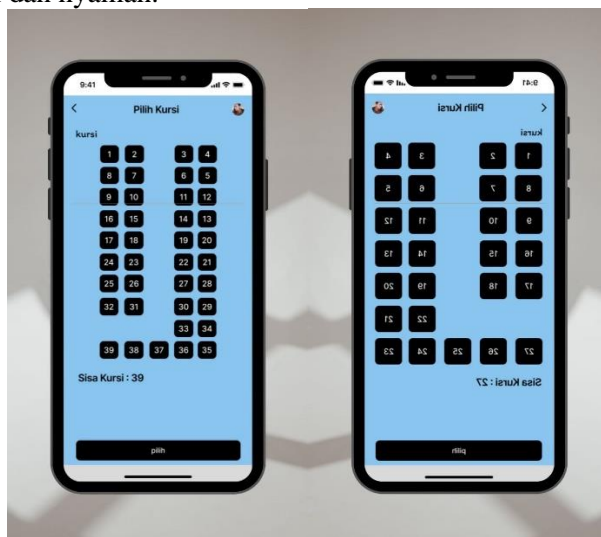 dan nyaman.
9:41
Pilih Kursi
kursi
1 2 3 4
8 7 6 5
9 10 11 12
16 15 14 13
17 18 19 20
24 23 22 21
25 26 27 28
32 31 30 29
33 34
39 38 37 36 35
Sisa Kursi : 39
pilih
9:41
Pilih Kursi
kursi
1 2 3 4
8 7 6 5
9 10 11 12
16 15 14 13
17 18 19 20
22 21
27 26 25 24 23
Sisa Kursi : 27
pilih